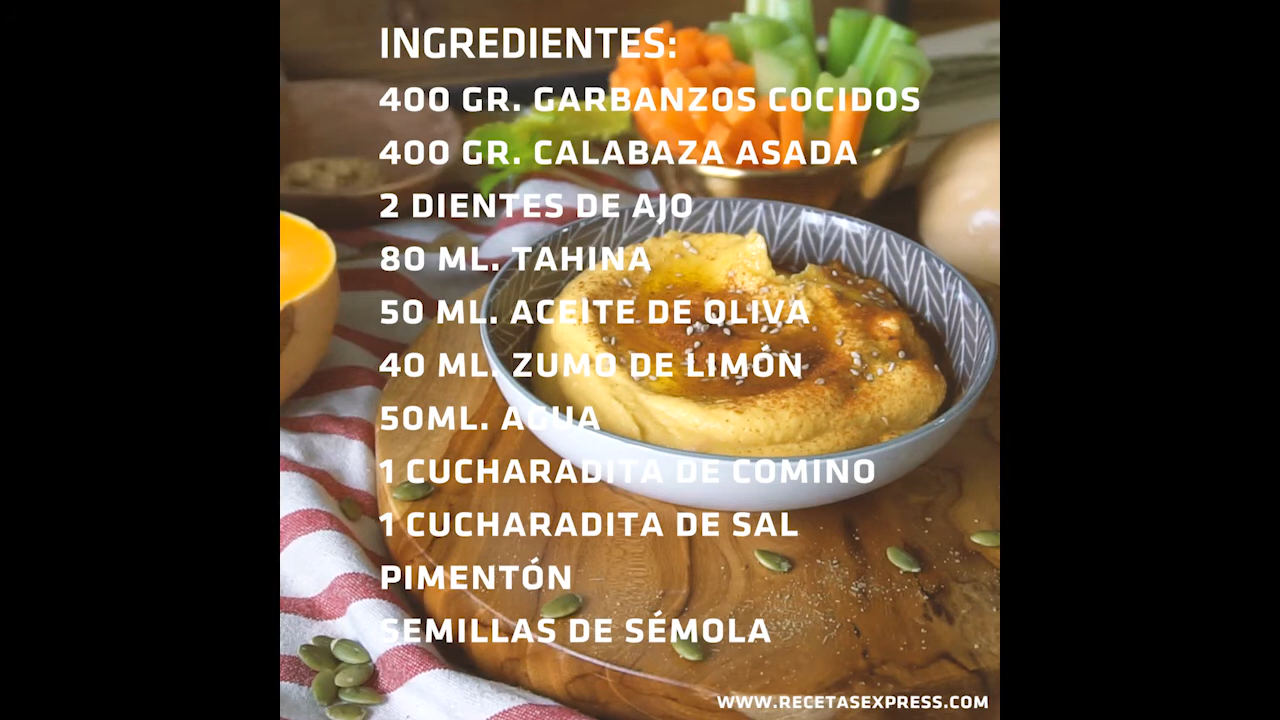 INGREDIENTES:
400 GR. GARBANZOS COCIDOS
400 GR. CALABAZA ASADA
2 DIENTES DE AJO
80 ML. TAHINA
50 ML. ACEITE DE OLIVA
40 ML. ZUMO DE LIMÓN
50ML. AGUA
1 CUCHARADITA DE COMINO
1 CUCHARADITA DE SAL
PIMENTÓN
SEMILLAS DE SÉMOLA
WWW.RECETASEXPRESS.COM